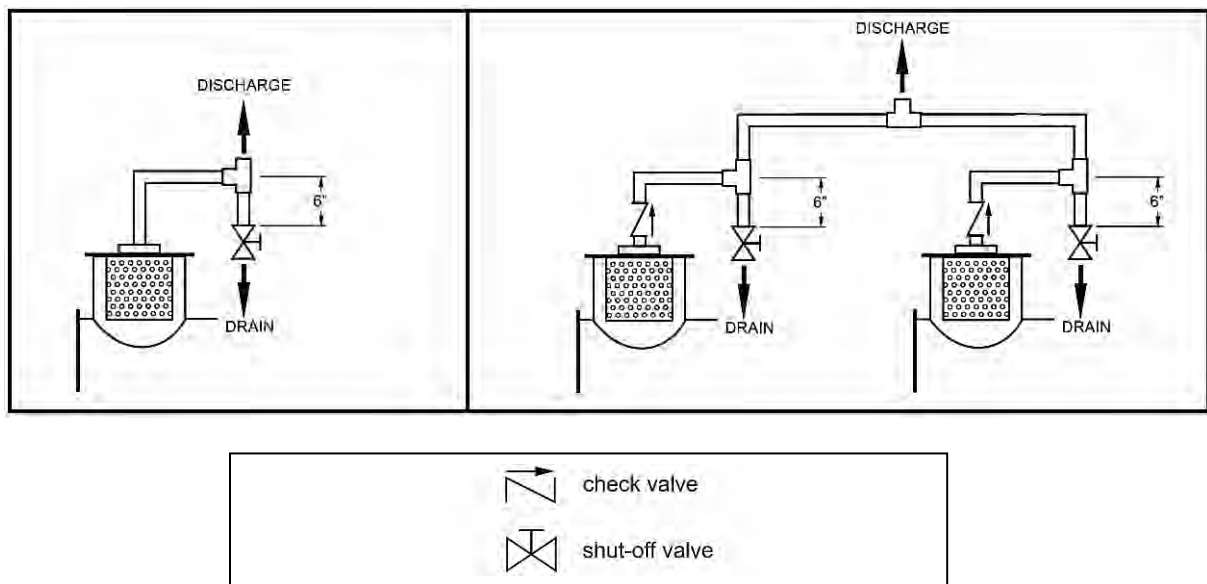 DISCHARGE
6"
DRAIN
DISCHARGE
6"
DRAIN
6"
DRAIN
check valve
shut-off valve